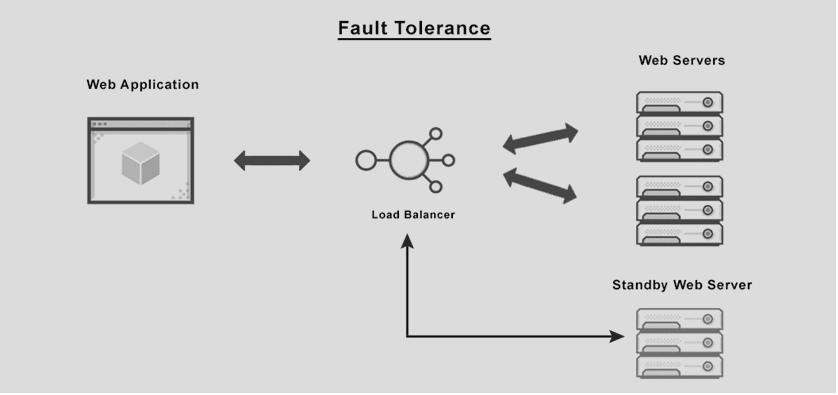 Fault Tolerance
Web Application
Web Servers
Load Balancer
Standby Web Server